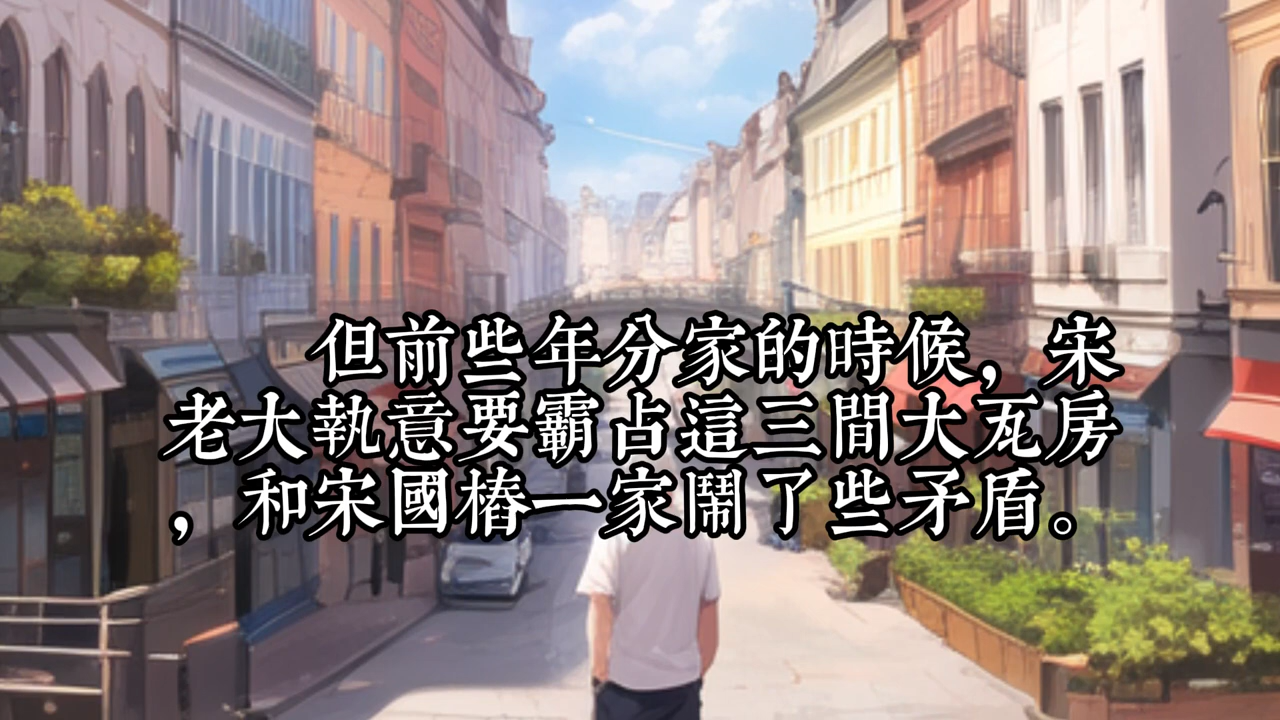 但前些年分家的時候，宋
老大執意要霸占這三間大瓦房
，和宋國樁一家鬧了些矛盾。